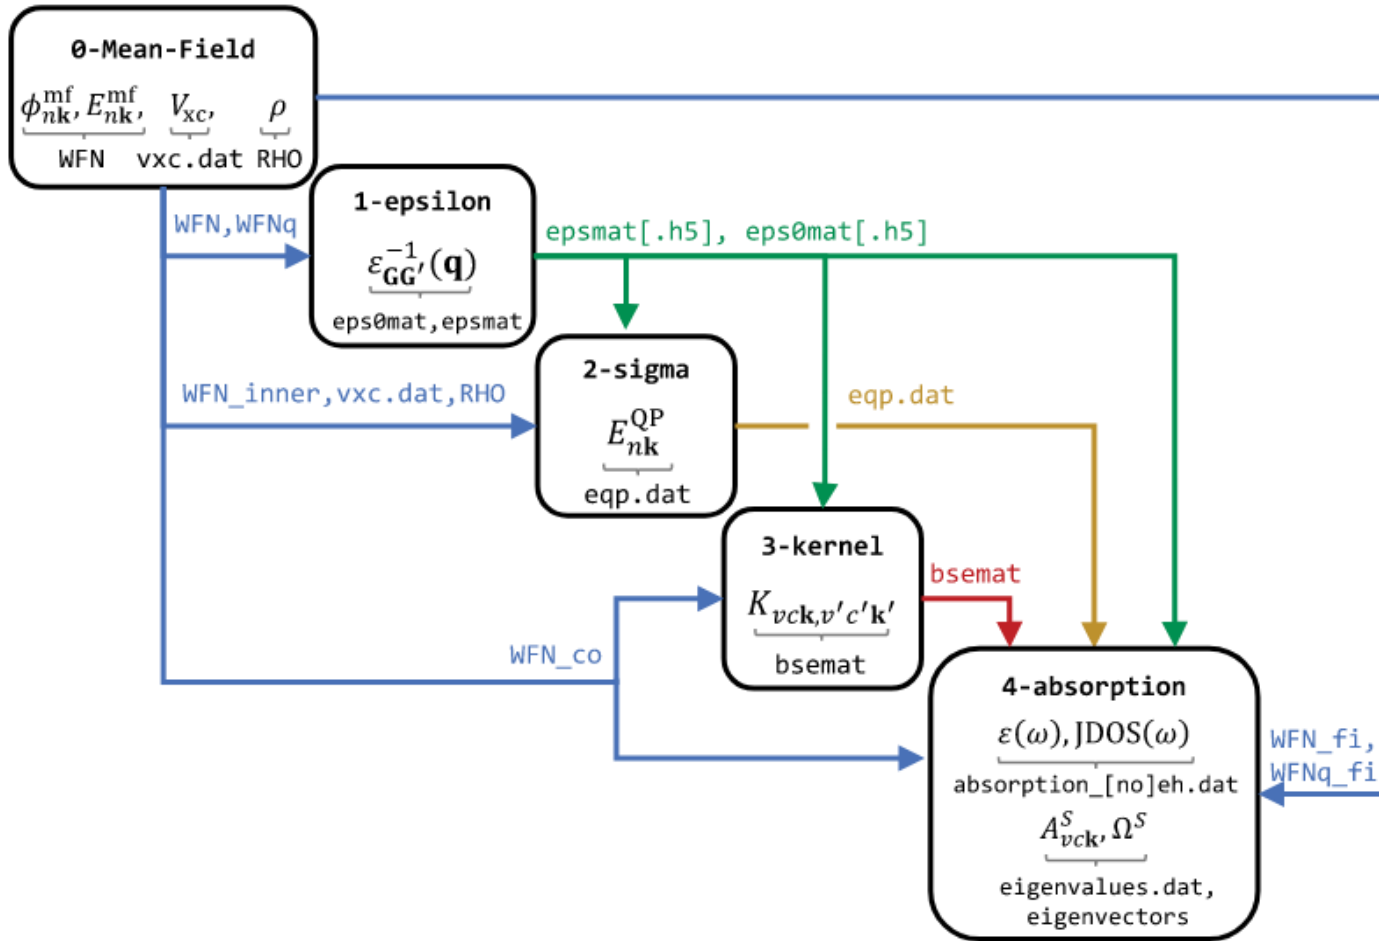 0-Mean-Field
ϕ^mf_nk, E^mf_nk, V_xc, ρ
WFN vxc.dat RHO
1-epsilon
WFN,WFNq
epsmat[.h5], eps0mat[.h5]
ε^−1_GG′(q)
eps0mat,epsmat
2-sigma
WFN_inner,vxc.dat,RHO
eqp.dat
E^QP_nk
eqp.dat
3-kernel
bsemat
K_vck,v′c′k′
WFN_co
bsemat
4-absorption
ε(ω), JDOS(ω)
WFN_fi,
WFNq_fi
absorption_[no]eh.dat
A^S_vck, Ω^S
eigenvalues.dat,
eigenvectors